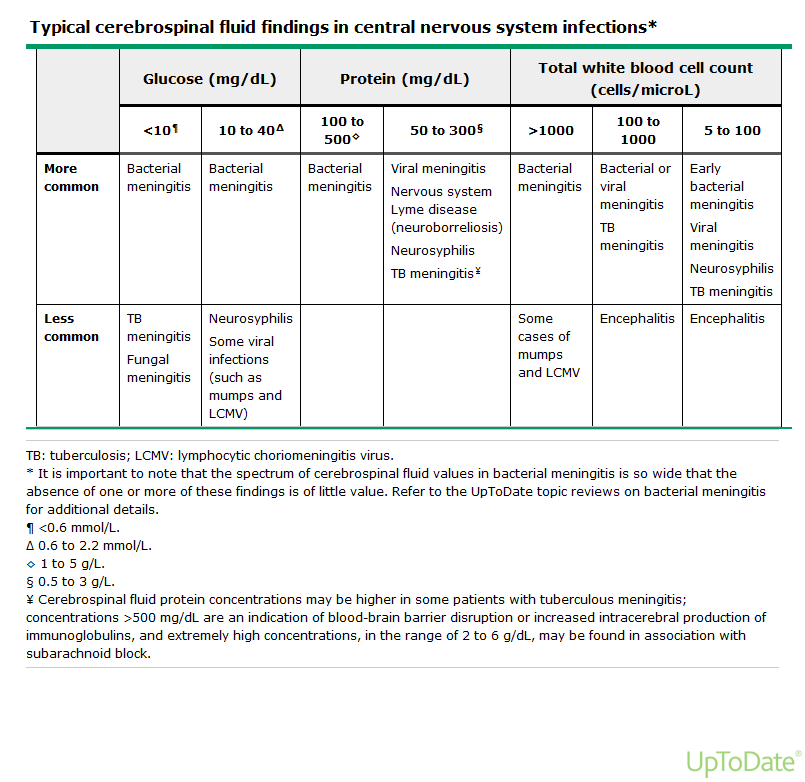 Typical cerebrospinal fluid findings in central nervous system infections*
Glucose (mg/dL)
Protein (mg/dL)
Total white blood cell count
(cells/microL)
<10¶
10 to 40Δ
100 to
500◇
50 to 300§
>1000
100 to
1000
5 to 100
More
common
Bacterial
meningitis
Bacterial
meningitis
Bacterial
meningitis
Viral meningitis
Nervous system
Lyme disease
(neuroborreliosis)
Neurosyphilis
TB meningitis¥
Bacterial
meningitis
Bacterial or
viral
meningitis
TB
meningitis
Early
bacterial
meningitis
Viral
meningitis
Neurosyphilis
TB meningitis
Less
common
TB
meningitis
Fungal
meningitis
Neurosyphilis
Some viral
infections
(such as
mumps and
LCMV)
Some
cases of
mumps
and LCMV
Encephalitis
Encephalitis
TB: tuberculosis; LCMV: lymphocytic choriomeningitis virus.
* It is important to note that the spectrum of cerebrospinal fluid values in bacterial meningitis is so wide that the
absence of one or more of these findings is of little value. Refer to the UpToDate topic reviews on bacterial meningitis
for additional details.
¶ <0.6 mmol/L.
Δ 0.6 to 2.2 mmol/L.
◇ 1 to 5 g/L.
§ 0.5 to 3 g/L.
¥ Cerebrospinal fluid protein concentrations may be higher in some patients with tuberculous meningitis;
concentrations >500 mg/dL are an indication of blood-brain barrier disruption or increased intracerebral production of
immunoglobulins, and extremely high concentrations, in the range of 2 to 6 g/dL, may be found in association with
subarachnoid block.
UpToDate®